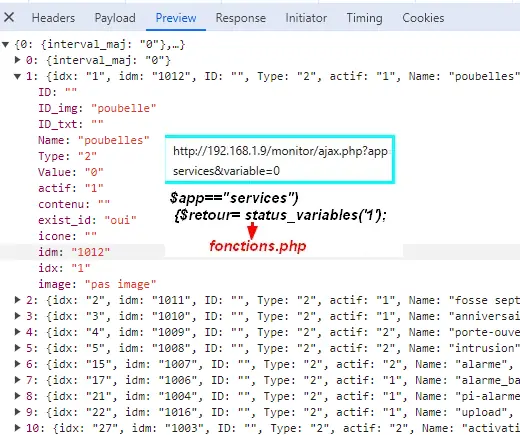 Headers Payload Preview Response Initiator Timing Cookies
{0: {interval_maj: "0"},…}
0: {interval_maj: "0"}
1: {idx: "1", idm: "1012", ID: "", Type: "2", actif: "1", Name: "poubelles"
ID: ""
ID_img: "poubelle"
ID_txt: ""
Name: "poubelles"
Type: "2"
Value: "0"
actif: "1"
contenu: ""
exist_id: "oui"
icone: ""
idm: "1012"
idx: "1"
image: "pas image"
http://192.168.1.9/monitor/ajax.php?app
services&variable=0
$app=="services")
{$retour= status_variables('1');
fonctions.php
2: {idx: "2", idm: "1011", ID: "", Type: "2", actif: "1", Name: "fosse sept
3: {idx: "3", idm: "1010", ID: "", Type: "2", actif: "1", Name: "anniversai
4: {idx: "4", idm: "1009", ID: "", Type: "2", actif: "2", Name: "porte-ouve
5: {idx: "5", idm: "1008", ID: "", Type: "2", actif: "2", Name: "intrusion"
6: {idx: "15", idm: "1007", ID: "", Type: "2", actif: "2", Name: "alarme",
7: {idx: "17", idm: "1006", ID: "", Type: "2", actif: "1", Name: "alarme_ba
8: {idx: "21", idm: "1004", ID: "", Type: "2", actif: "1", Name: "pi-alarme
9: {idx: "22", idm: "1016", ID: "", Type: "2", actif: "1", Name: "upload",
10: {idx: "27", idm: "1003", ID: "", Type: "2", actif: "2", Name: "activati